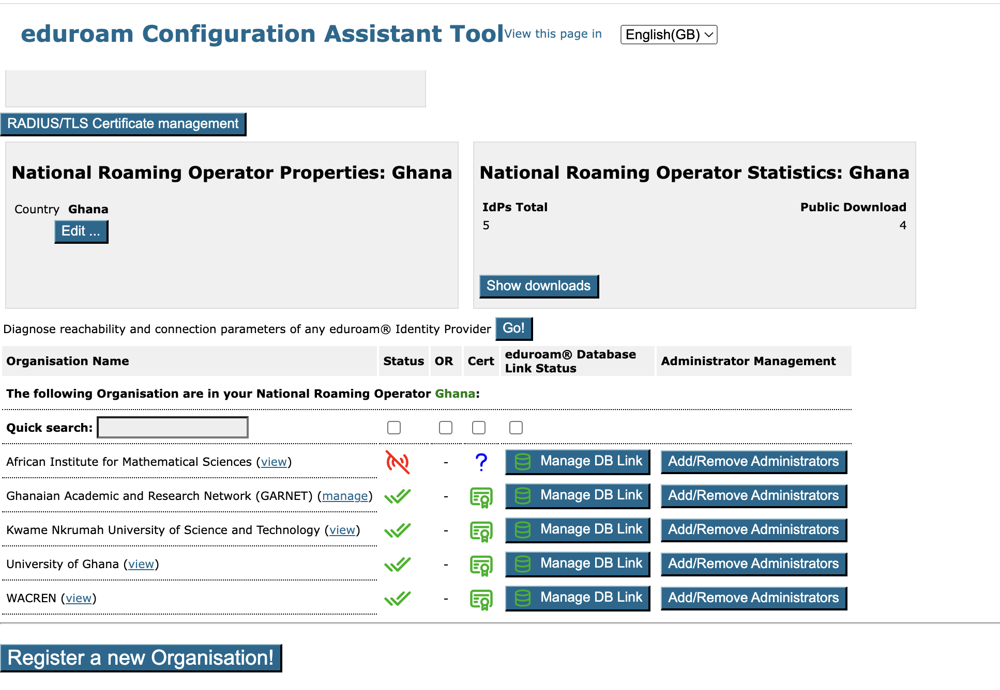 eduroam Configuration Assistant Tool View this page in English(GB)
RADIUS/TLS Certificate management
National Roaming Operator Properties: Ghana
Country Ghana
Edit ...
National Roaming Operator Statistics: Ghana
IdPs Total Public Download
5 4
Show downloads
Diagnose reachability and connection parameters of any eduroam® Identity Provider Go!
Organisation Name Status OR Cert eduroam® Database Link Status Administrator Management
The following Organisation are in your National Roaming Operator Ghana:
Quick search:
African Institute for Mathematical Sciences (view) - ? Manage DB Link Add/Remove Administrators
Ghanaian Academic and Research Network (GARNET) (manage) - Manage DB Link Add/Remove Administrators
Kwame Nkrumah University of Science and Technology (view) - Manage DB Link Add/Remove Administrators
University of Ghana (view) - Manage DB Link Add/Remove Administrators
WACREN (view) - Manage DB Link Add/Remove Administrators
Register a new Organisation!